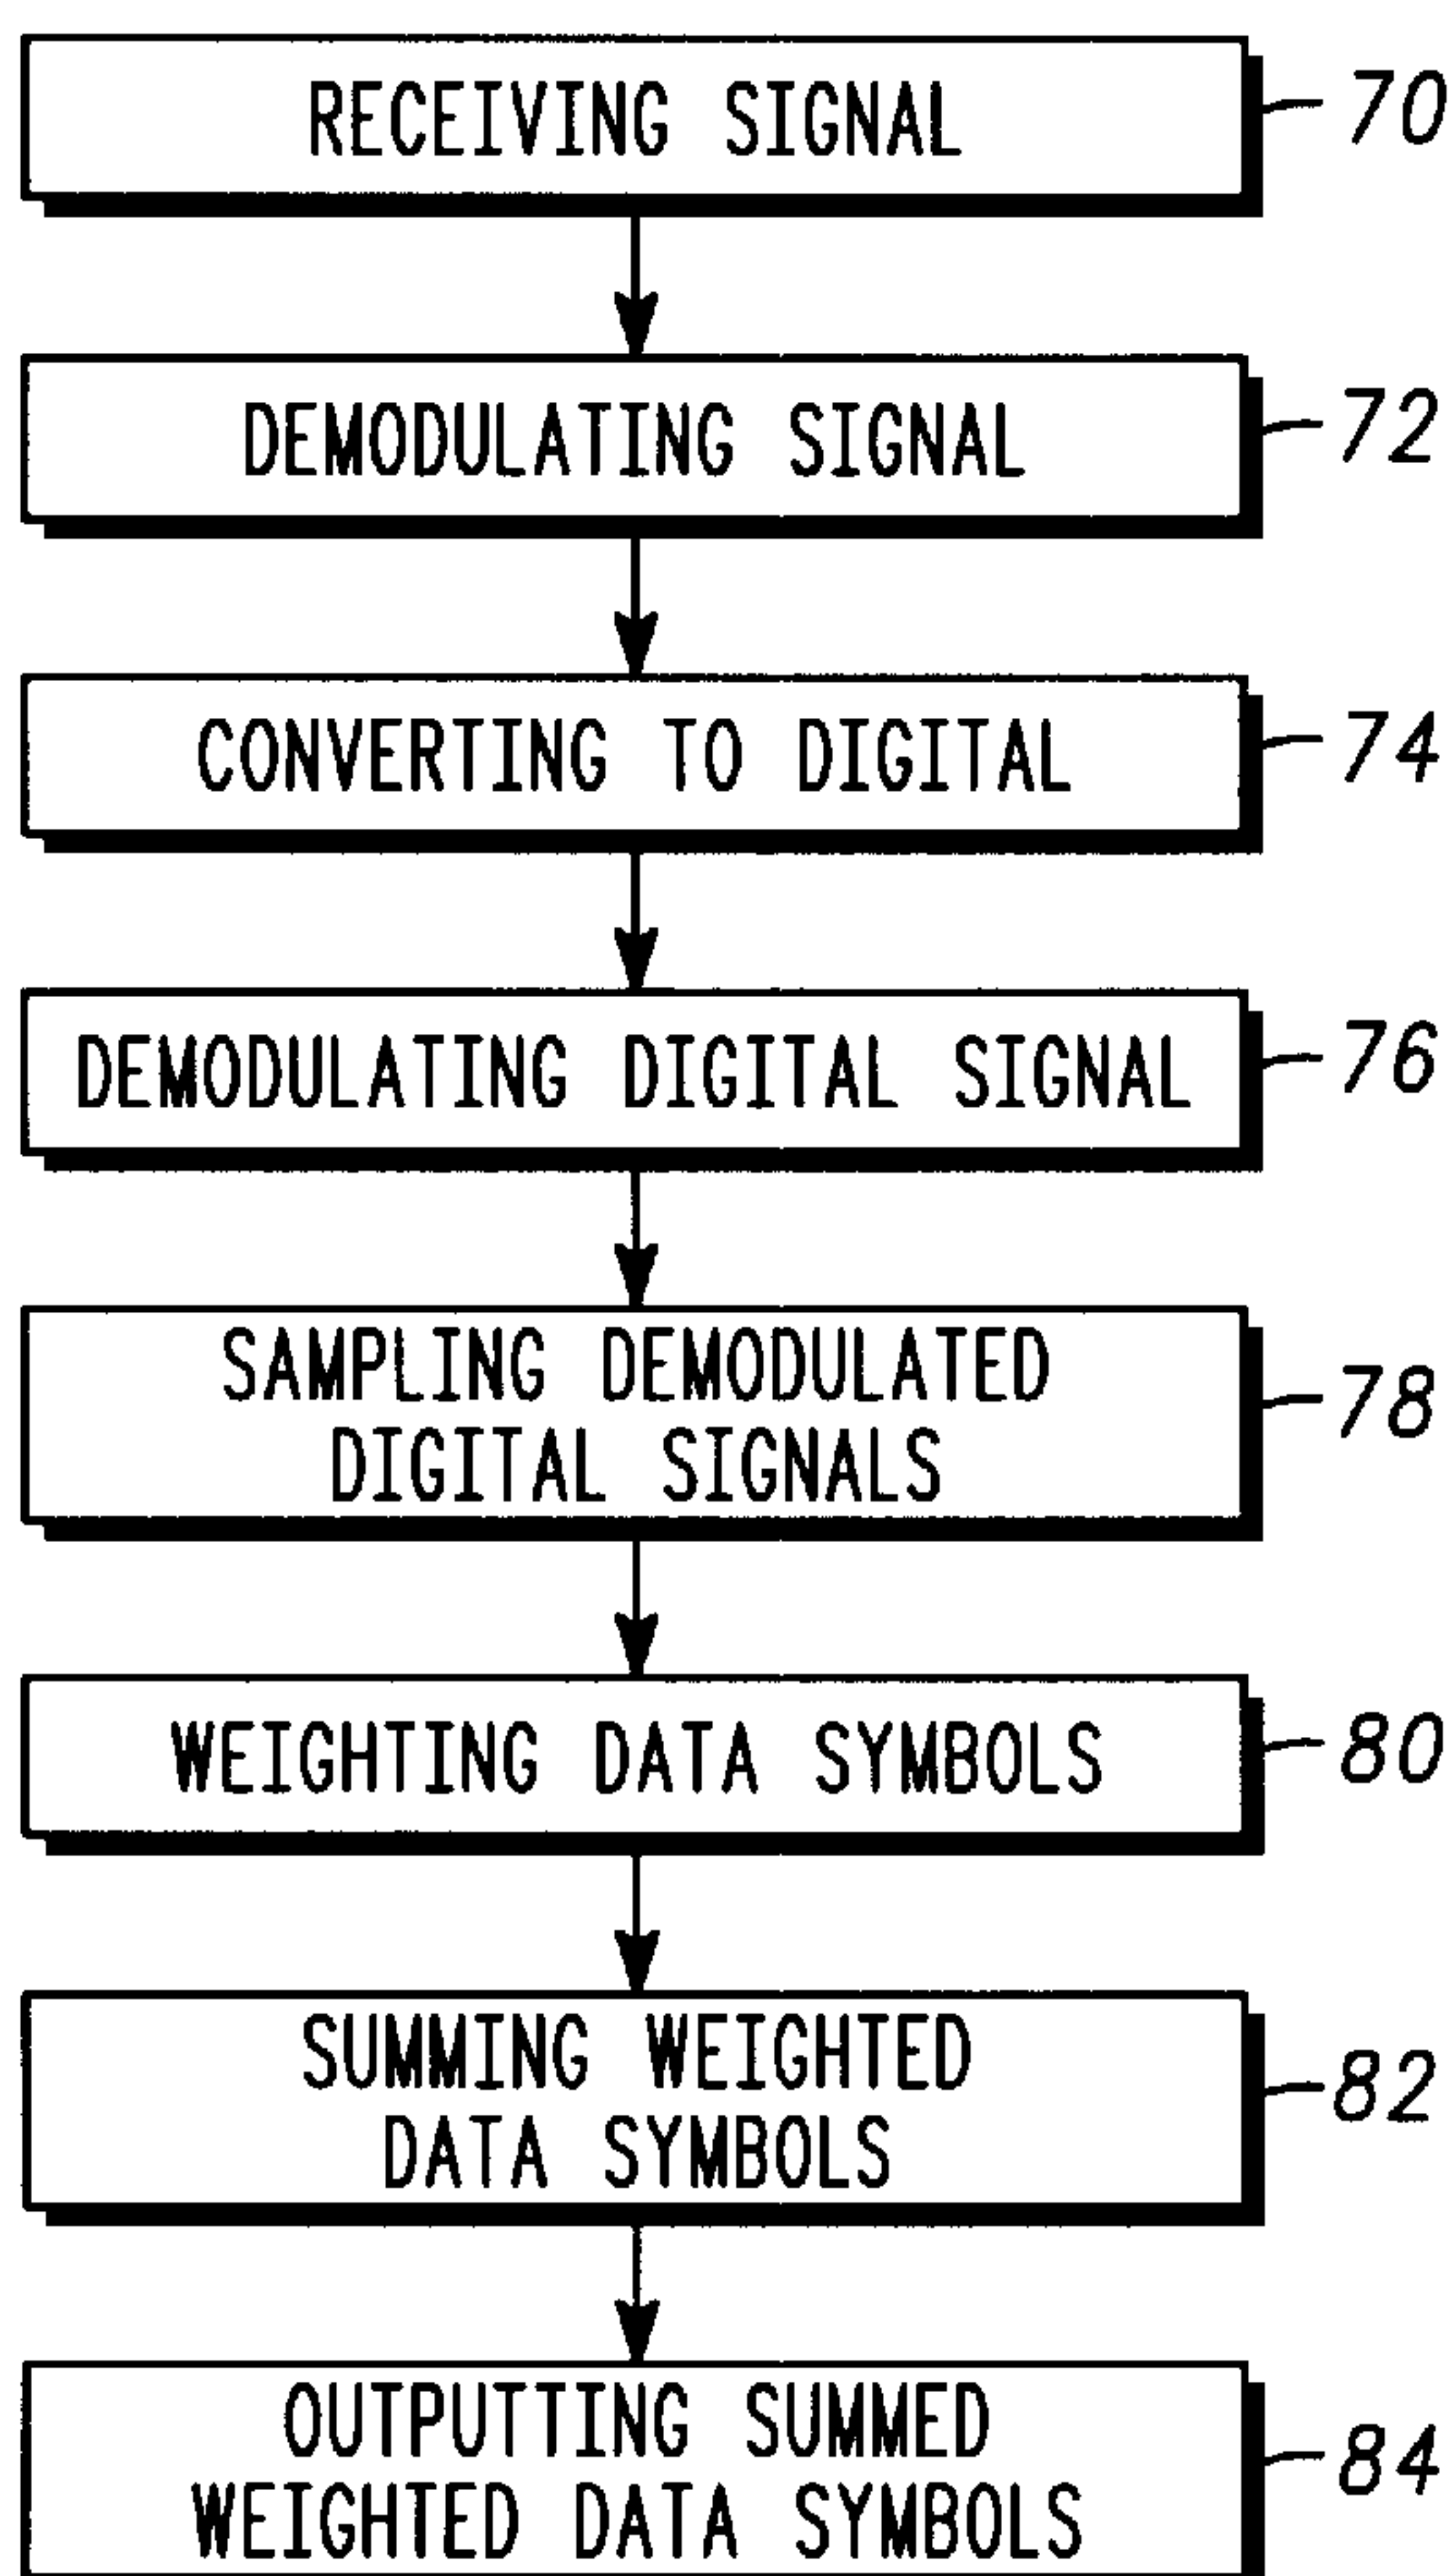 RECEIVING SIGNAL 70
DEMODULATING SIGNAL 72
CONVERTING TO DIGITAL 74
DEMODULATING DIGITAL SIGNAL 76
SAMPLING DEMODULATED
DIGITAL SIGNALS 78
WEIGHTING DATA SYMBOLS 80
SUMMING WEIGHTED
DATA SYMBOLS 82
OUTPUTTING SUMMED
WEIGHTED DATA SYMBOLS 84